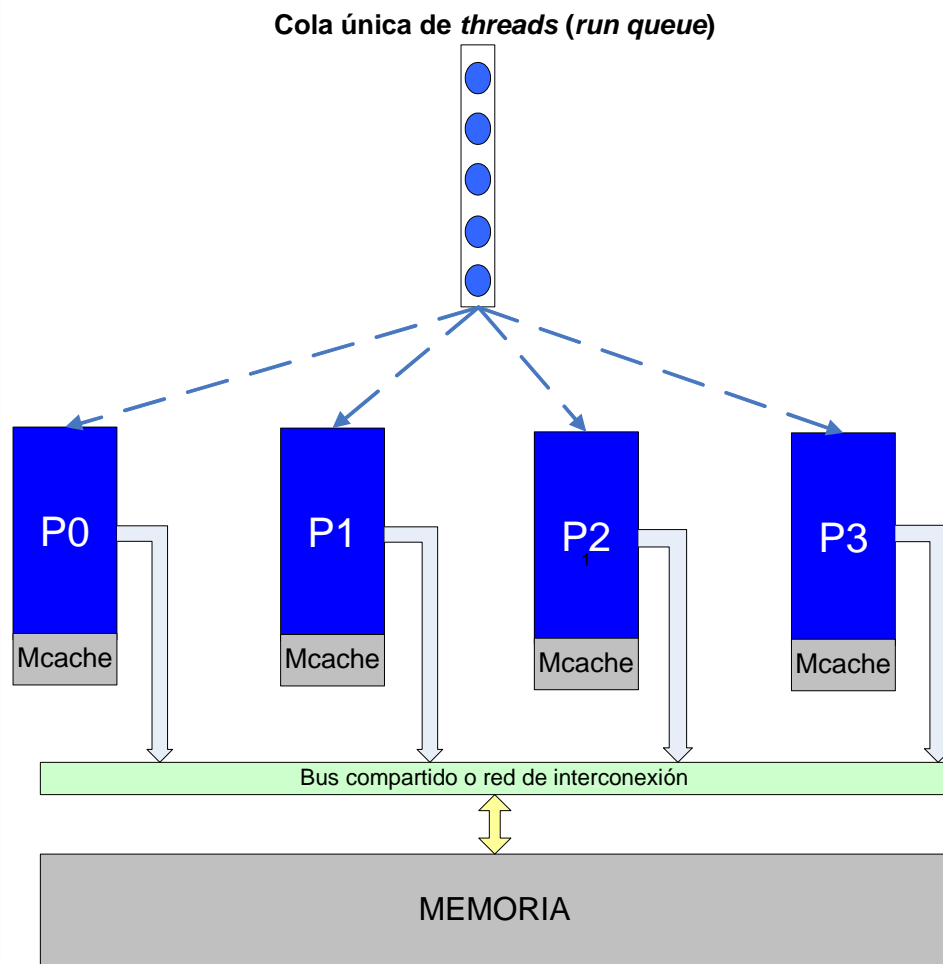 Cola única de threads (run queue)
P0
P1
P2
1
P3
Mcache
Mcache
Mcache
Mcache
Bus compartido o red de interconexión
MEMORIA